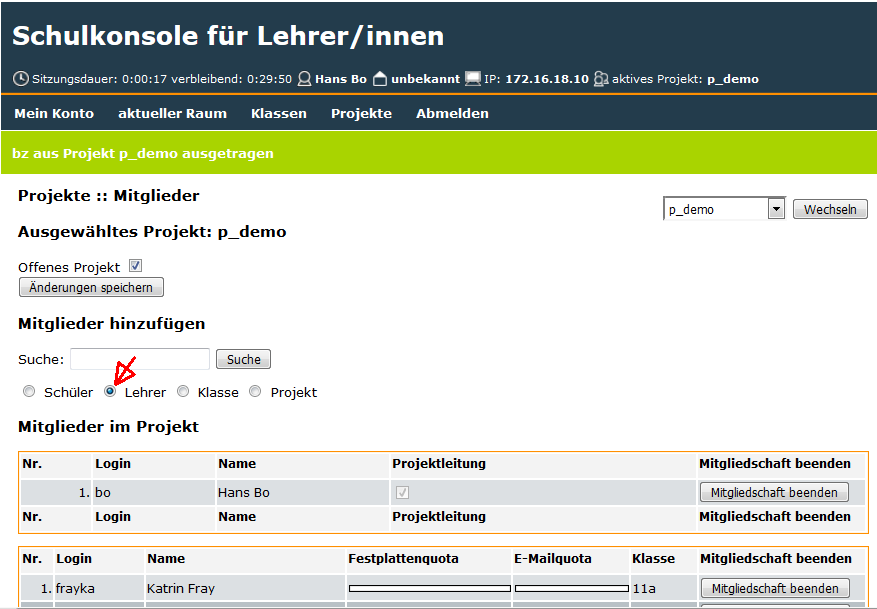 Schulkonsole für Lehrer/innen
Sitzungsdauer: 0:00:17 verbleibend: 0:29:50 Hans Bo unbekannt IP: 172.16.18.10 aktives Projekt: p_demo
Mein Konto aktueller Raum Klassen Projekte Abmelden
bz aus Projekt p_demo ausgetragen
Projekte :: Mitglieder
p_demo Wechseln
Ausgewähltes Projekt: p_demo
Offenes Projekt
Änderungen speichern
Mitglieder hinzufügen
Suche: Suche
Schüler Lehrer Klasse Projekt
Mitglieder im Projekt
Nr. Login Name Projektleitung Mitgliedschaft beenden
1. bo Hans Bo Mitgliedschaft beenden
Nr. Login Name Projektleitung Mitgliedschaft beenden
Nr. Login Name Festplattenquota E-Mailquota Klasse Mitgliedschaft beenden
1. frayka Katrin Fray 11a Mitgliedschaft beenden